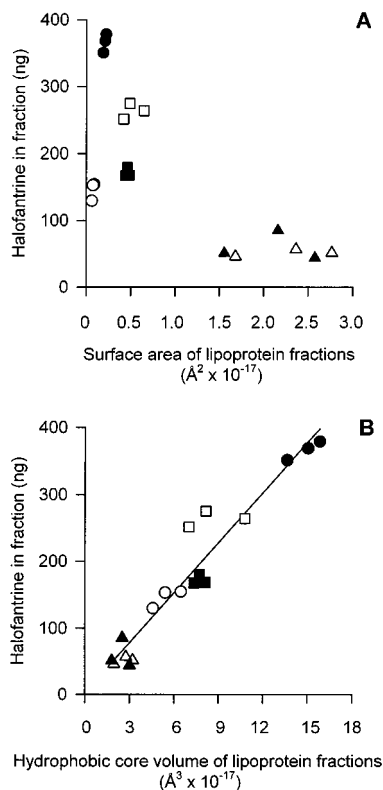 A
400
300
200
100
0
Halofantrine in fraction (ng)
0 0.5 1.0 1.5 2.0 2.5 3.0
Surface area of lipoprotein fractions
(Å² x 10⁻¹⁷)
B
400
300
200
100
0
Halofantrine in fraction (ng)
0 3 6 9 12 15 18
Hydrophobic core volume of lipoprotein fractions
(Å³ x 10⁻¹⁷)